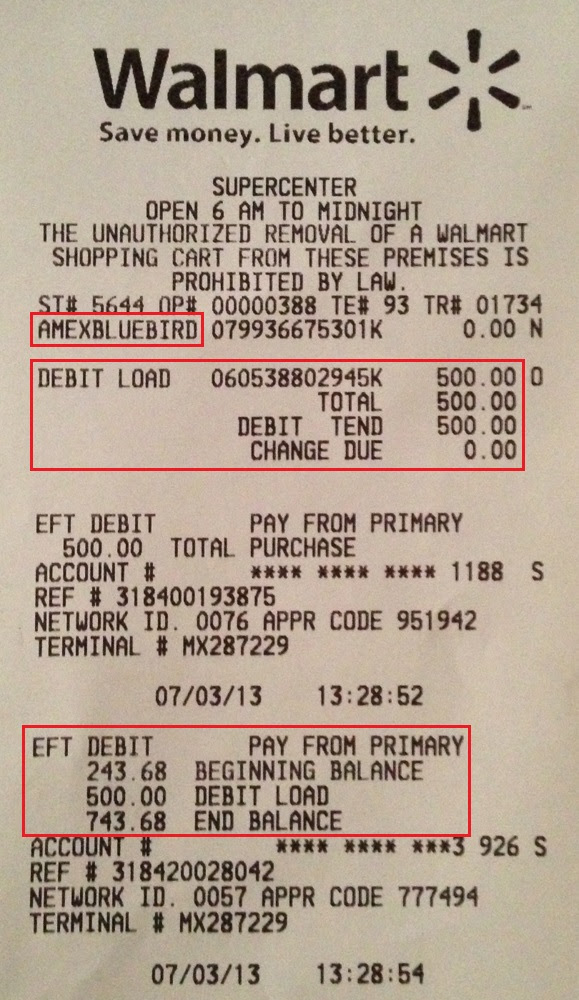 Walmart
Save money. Live better.
SUPERCENTER
OPEN 6 AM TO MIDNIGHT
THE UNAUTHORIZED REMOVAL OF A WALMART
SHOPPING CART FROM THESE PREMISES IS
PROHIBITED BY LAW.
ST# 5644 OP# 00000388 TE# 93 TR# 01734
AMEXBLUEBIRD 079936675301K 0.00 N
DEBIT LOAD 060538802945K 500.00 O
TOTAL 500.00
DEBIT TEND 500.00
CHANGE DUE 0.00
EFT DEBIT PAY FROM PRIMARY
500.00 TOTAL PURCHASE
ACCOUNT # **** **** **** 1188 S
REF # 318400193875
NETWORK ID. 0076 APPR CODE 951942
TERMINAL # MX287229
07/03/13 13:28:52
EFT DEBIT PAY FROM PRIMARY
243.68 BEGINNING BALANCE
500.00 DEBIT LOAD
743.68 END BALANCE
ACCOUNT # **** **** ***3 926 S
REF # 318420028042
NETWORK ID. 0057 APPR CODE 777494
TERMINAL # MX287229
07/03/13 13:28:54